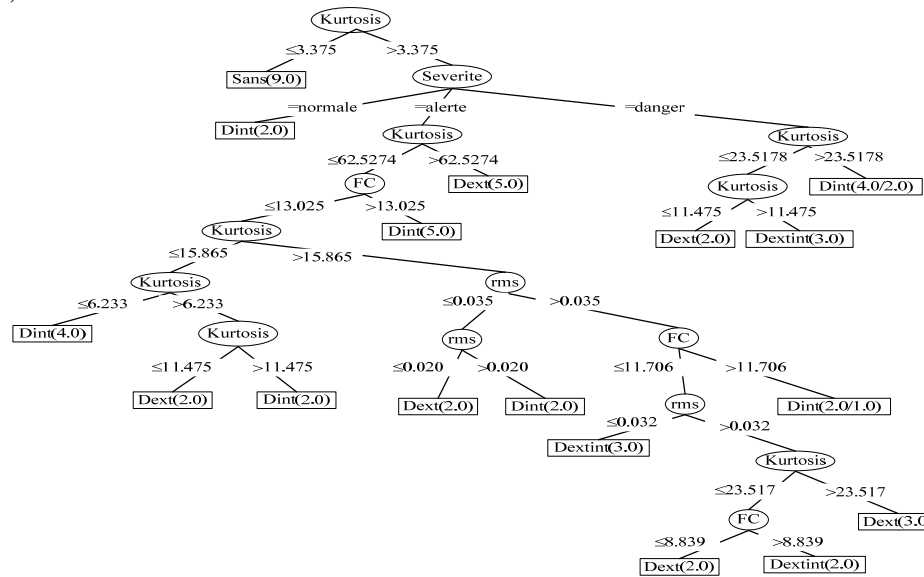 Kurtosis
≤3.375 >3.375
Sans(9.0) Severite
=normale =alerte =danger
Dint(2.0) Kurtosis Kurtosis
≤62.5274 >62.5274 ≤23.5178 >23.5178
FC Dext(5.0) Kurtosis Dint(4.0/2.0)
≤13.025 >13.025 ≤11.475 >11.475
Kurtosis Dint(5.0) Dext(2.0) Dextint(3.0)
≤15.865 >15.865
Kurtosis rms
≤6.233 >6.233 ≤0.035 >0.035
Dint(4.0) Kurtosis rms FC
≤11.475 >11.475 ≤0.020 >0.020 ≤11.706 >11.706
Dext(2.0) Dint(2.0) Dext(2.0) Dint(2.0) rms Dint(2.0/1.0)
≤0.032 >0.032
Dextint(3.0) Kurtosis
≤23.517 >23.517
FC Dext(3.0
≤8.839 >8.839
Dext(2.0) Dextint(2.0)